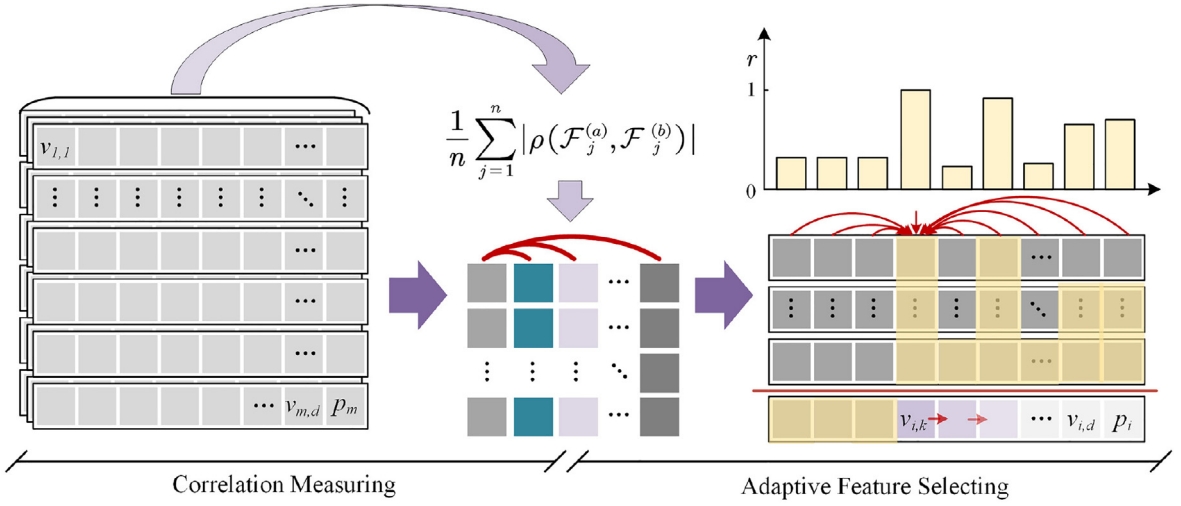 r
1
0
v1,1 ...
1/n ∑_{j=1}^{n} |ρ(ℱ_j^{(a)}, ℱ_j^{(b)})|
...
...
...
...
... vm,d pm
...
...
...
...
...
vi,k ... vi,d pi
Correlation Measuring
Adaptive Feature Selecting